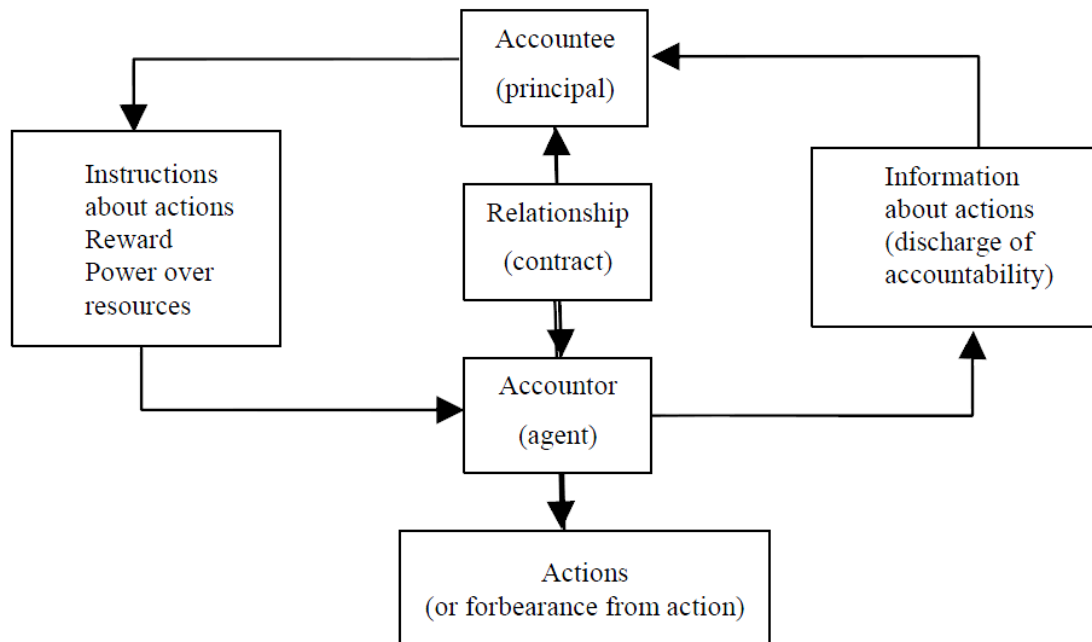 Accountee
(principal)
Instructions
about actions
Reward
Power over
resources
Relationship
(contract)
Information
about actions
(discharge of
accountability)
Accountor
(agent)
Actions
(or forbearance from action)